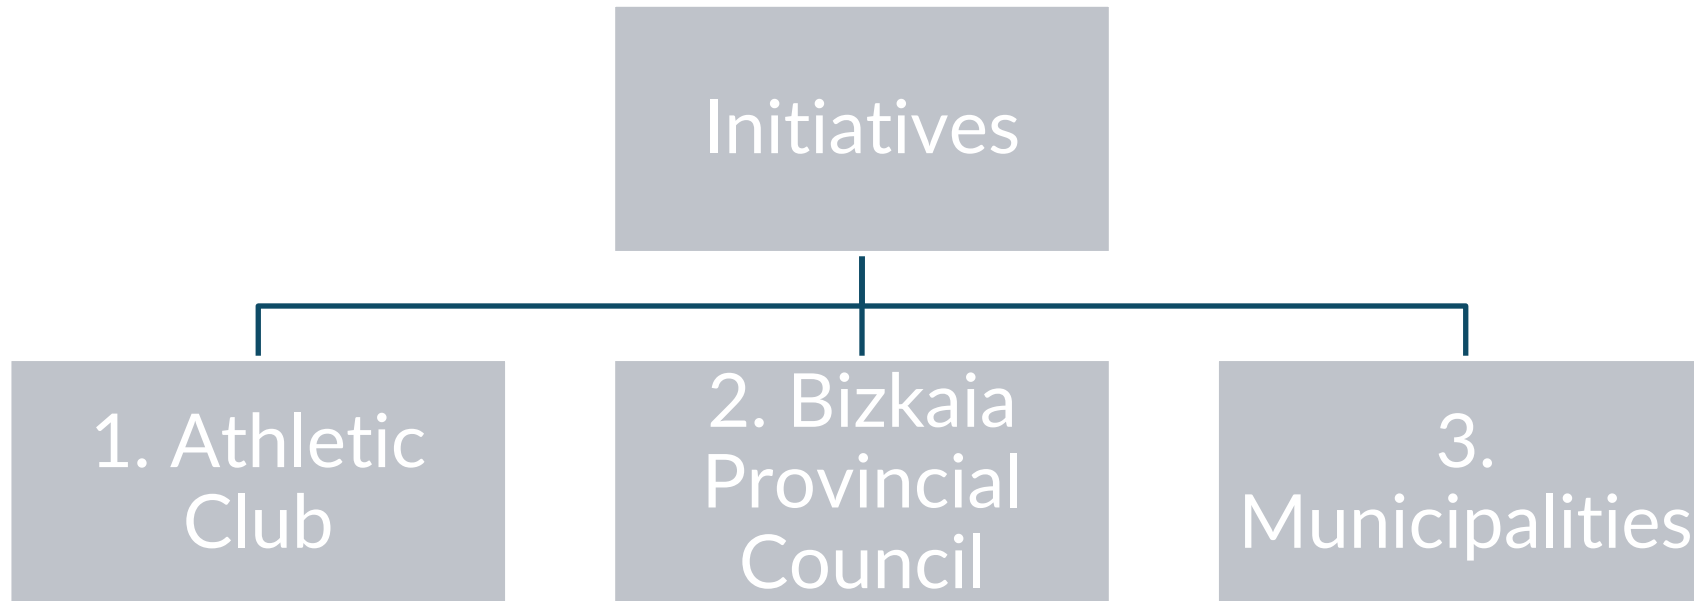 Initiatives
1. Athletic
Club
2. Bizkaia
Provincial
Council
3.
Municipalities